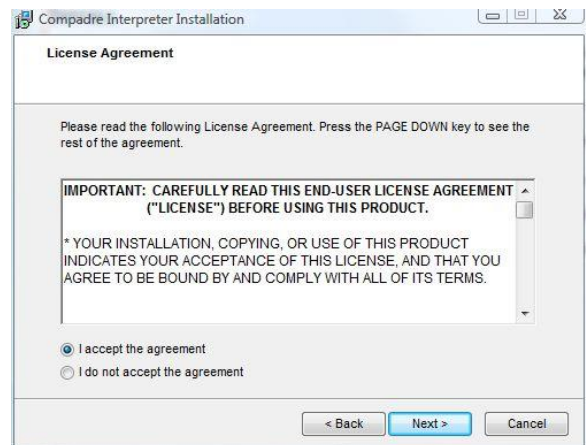 Compadre Interpreter Installation
License Agreement
Please read the following License Agreement. Press the PAGE DOWN key to see the
rest of the agreement.
IMPORTANT: CAREFULLY READ THIS END-USER LICENSE AGREEMENT
("LICENSE") BEFORE USING THIS PRODUCT.
* YOUR INSTALLATION, COPYING, OR USE OF THIS PRODUCT
INDICATES YOUR ACCEPTANCE OF THIS LICENSE, AND THAT YOU
AGREE TO BE BOUND BY AND COMPLY WITH ALL OF ITS TERMS.
I accept the agreement
I do not accept the agreement
< Back Next > Cancel